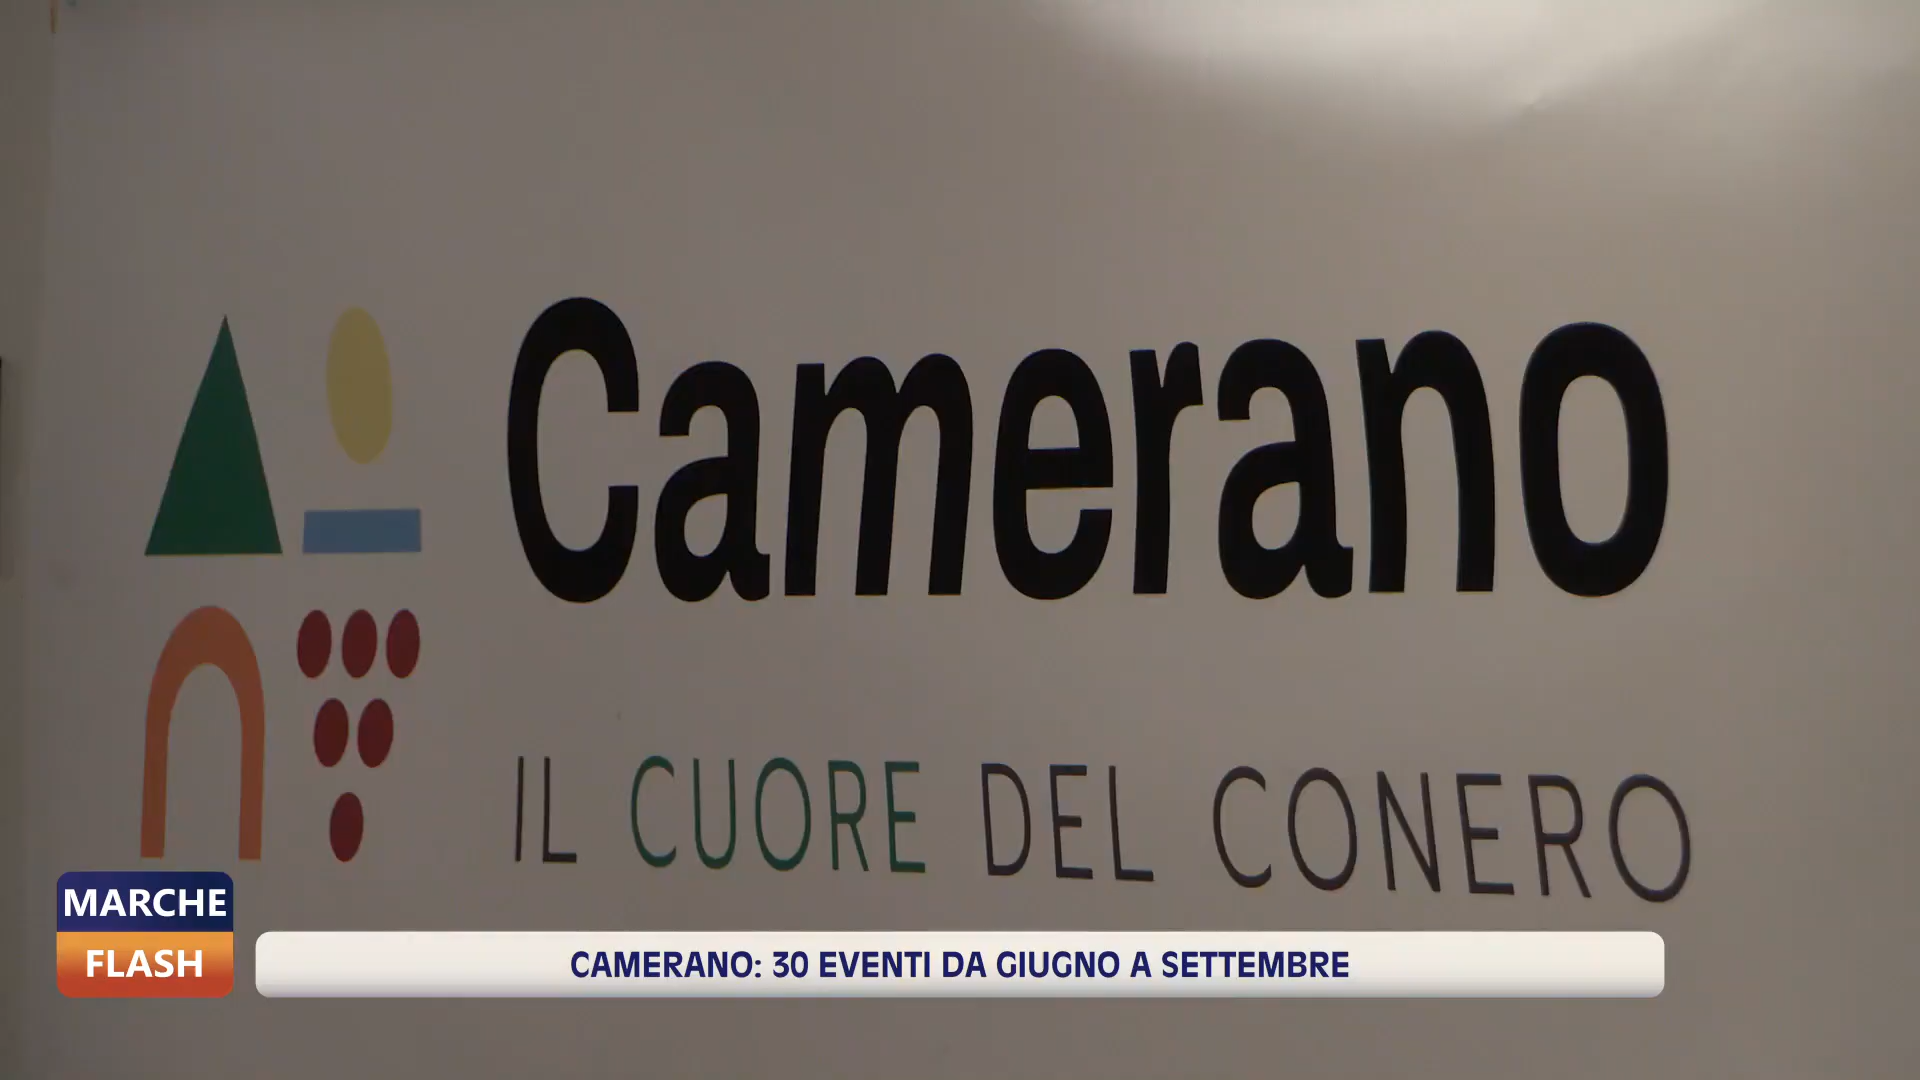 Camerano
IL CUORE DEL CONERO
MARCHE
FLASH
CAMERANO: 30 EVENTI DA GIUGNO A SETTEMBRE